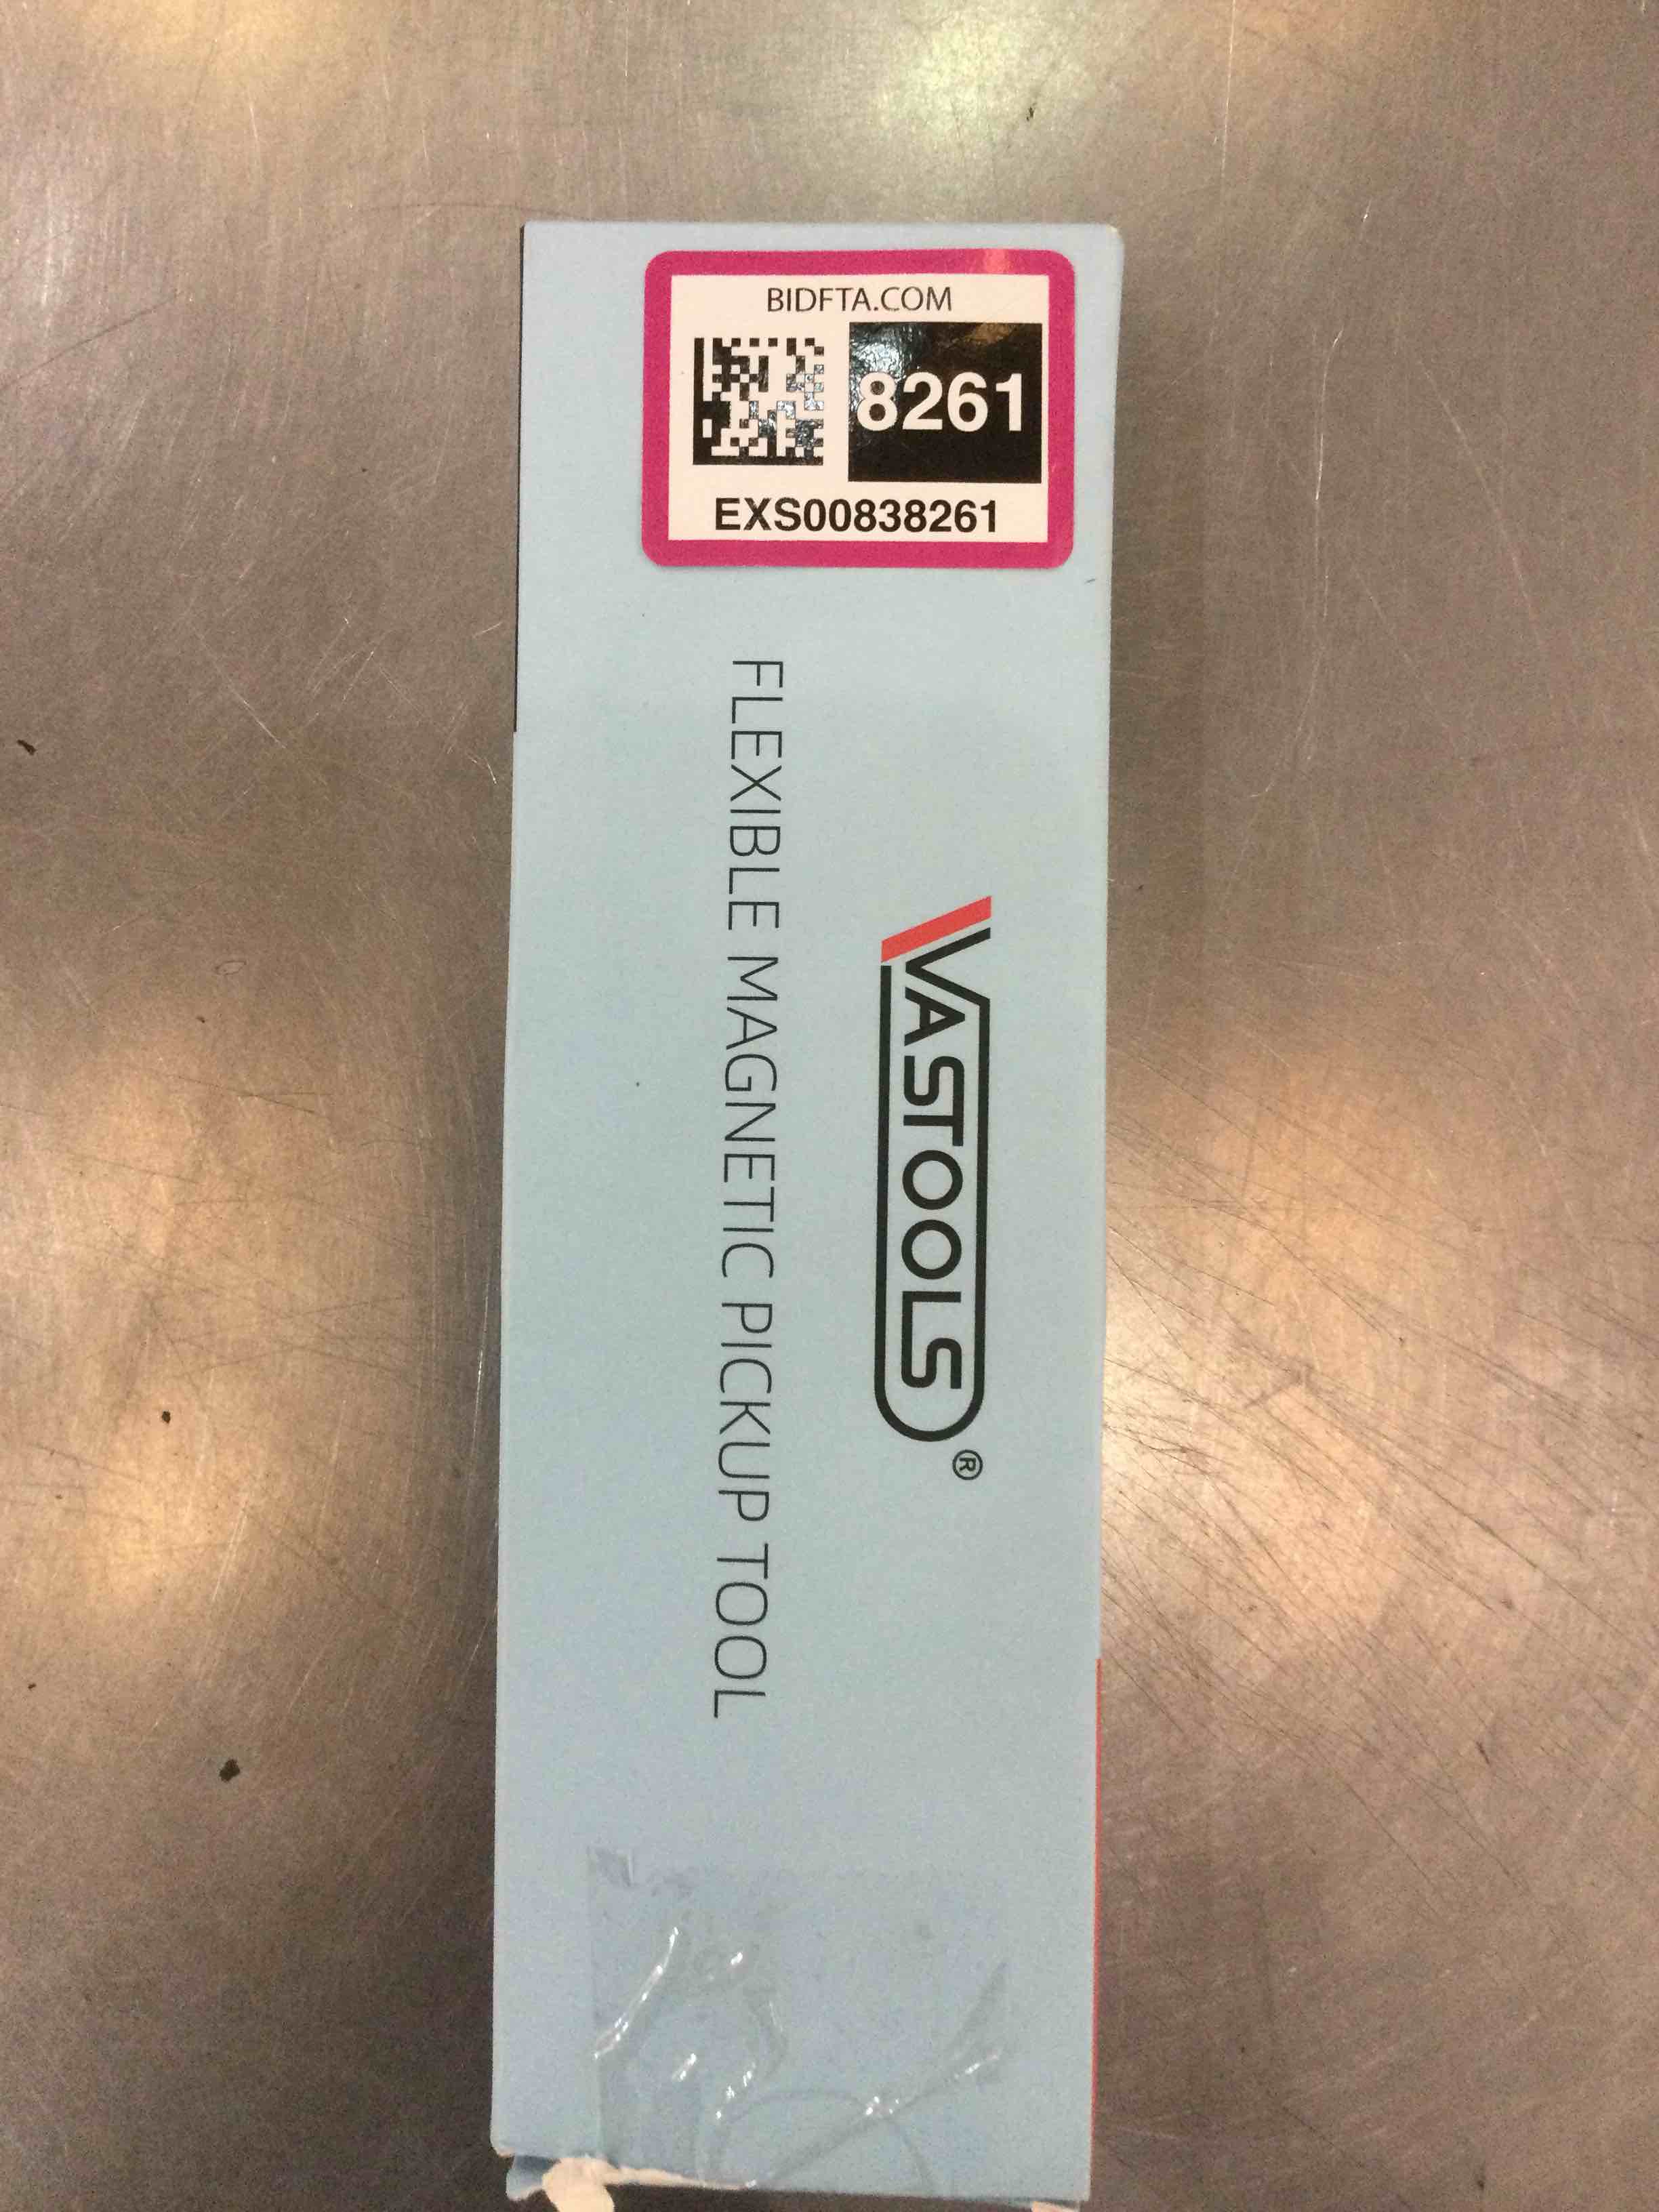 BIDFTA.COM
8261
EXS00838261
VASTOOLS®
FLEXIBLE MAGNETIC PICKUP TOOL